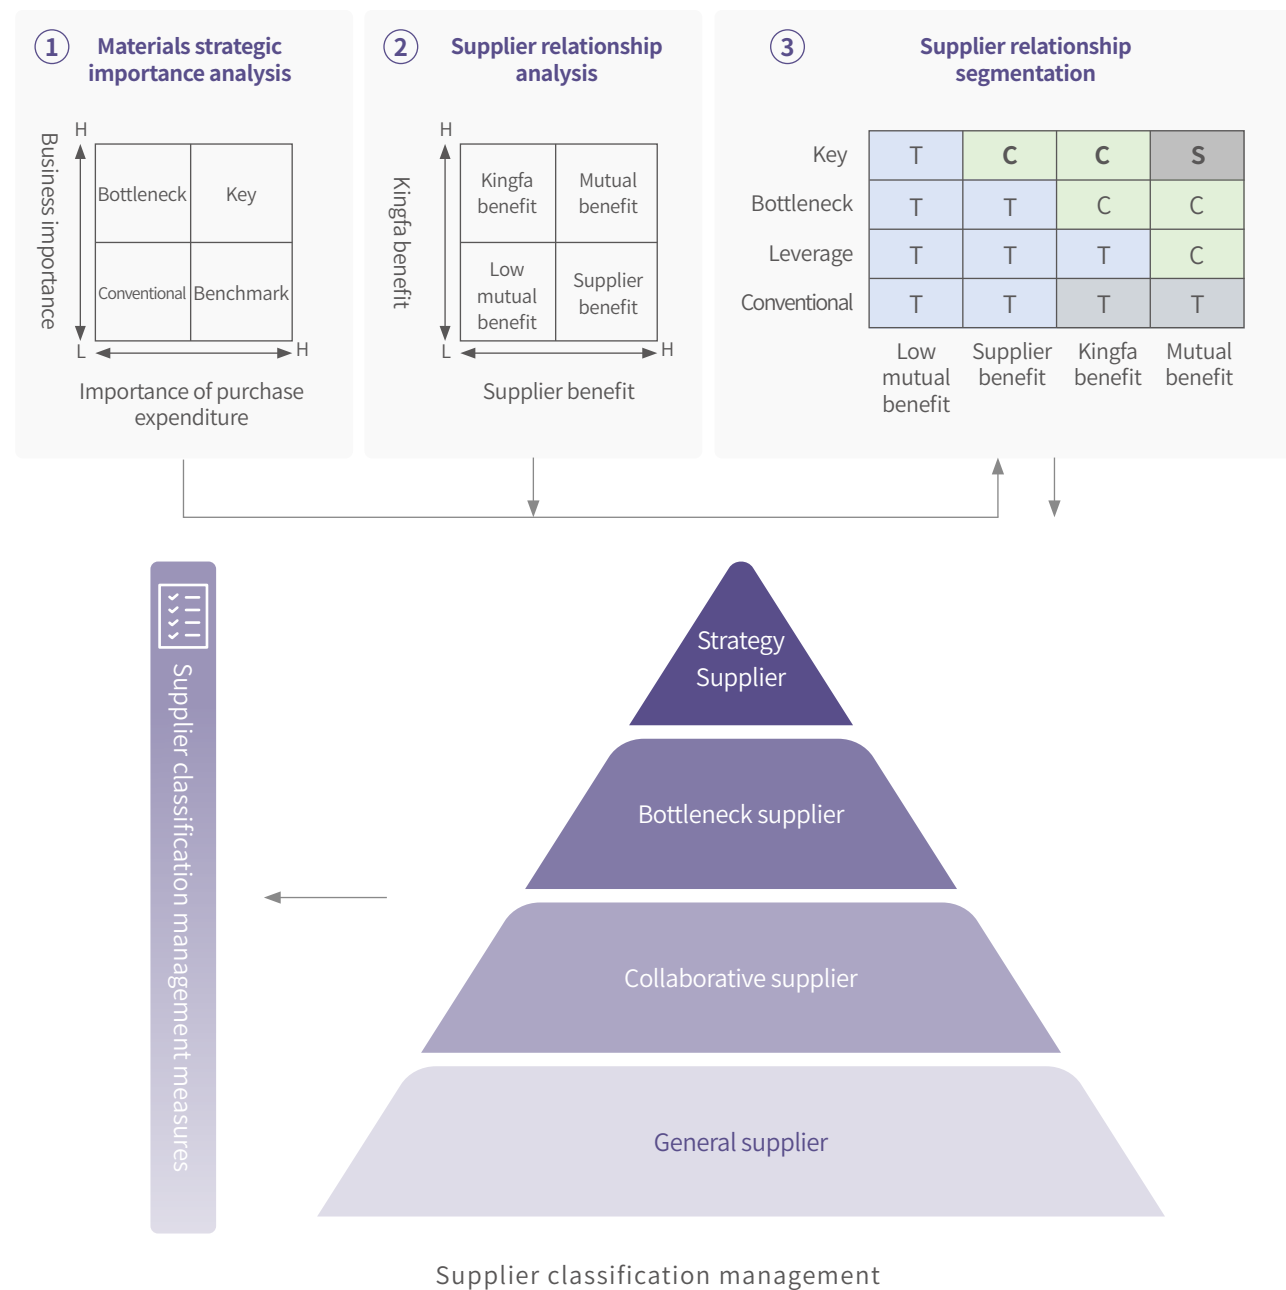 1
Materials strategic
importance analysis
H
Business importance
Bottleneck
Key
Conventional
Benchmark
L
H
Importance of purchase
expenditure
2
Supplier relationship
analysis
H
Kingfa benefit
Kingfa
benefit
Mutual
benefit
Low
mutual
benefit
Supplier
benefit
L
H
Supplier benefit
3
Supplier relationship
segmentation
Key T C C S
Bottleneck T T C C
Leverage T T T C
Conventional T T T T
Low
mutual
benefit
Supplier
benefit
Kingfa
benefit
Mutual
benefit
Supplier classification management measures
Strategy
Supplier
Bottleneck supplier
Collaborative supplier
General supplier
Supplier classification management